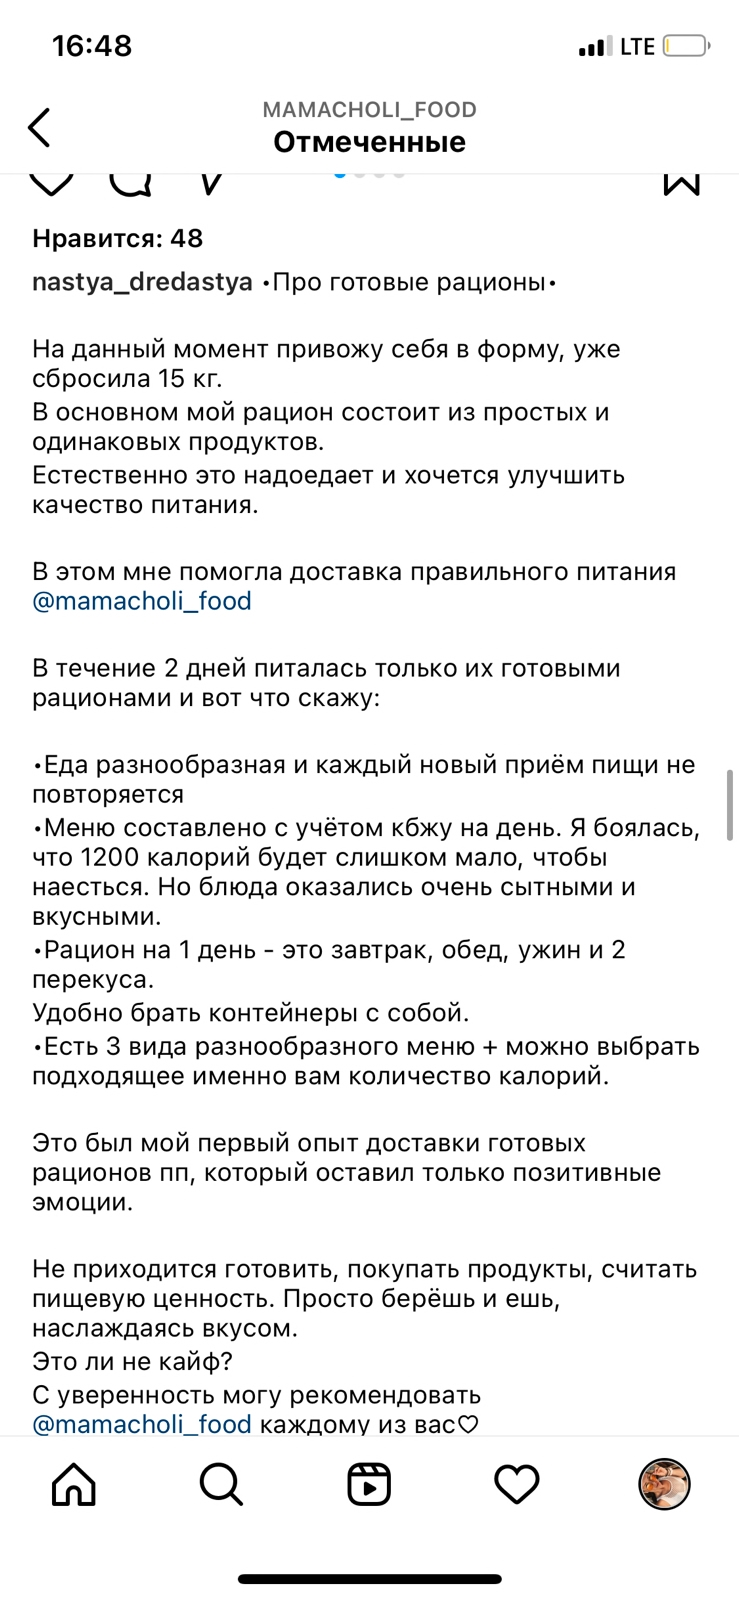 16:48
LTE
MAMACHOLI_FOOD
Отмеченные
Нравится: 48
nastya_dredastya •Про готовые рационы•
На данный момент привожу себя в форму, уже
сбросила 15 кг.
В основном мой рацион состоит из простых и
одинаковых продуктов.
Естественно это надоедает и хочется улучшить
качество питания.
В этом мне помогла доставка правильного питания
@mamacholi_food
В течение 2 дней питалась только их готовыми
рационами и вот что скажу:
•Еда разнообразная и каждый новый приём пищи не
повторяется
•Меню составлено с учётом кбжу на день. Я боялась,
что 1200 калорий будет слишком мало, чтобы
наесться. Но блюда оказались очень сытными и
вкусными.
•Рацион на 1 день - это завтрак, обед, ужин и 2
перекуса.
Удобно брать контейнеры с собой.
•Есть 3 вида разнообразного меню + можно выбрать
подходящее именно вам количество калорий.
Это был мой первый опыт доставки готовых
рационов пп, который оставил только позитивные
эмоции.
Не приходится готовить, покупать продукты, считать
пищевую ценность. Просто берёшь и ешь,
наслаждаясь вкусом.
Это ли не кайф?
С уверенность могу рекомендовать
@mamacholi_food каждому из вас♡